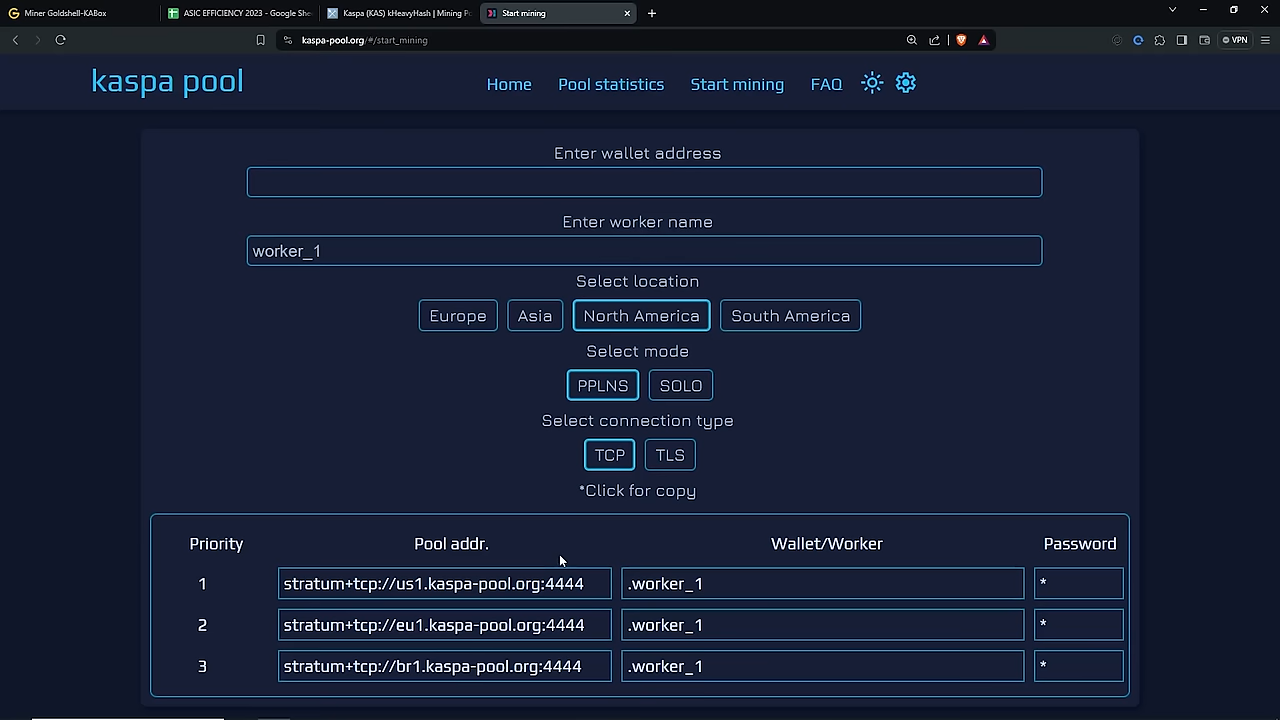 Miner Goldshell-KABox
ASIC EFFICIENCY 2023 - Google She
Kaspa (KAS) kHeavyHash | Mining Po
Start mining
kaspa-pool.org/#/start_mining
VPN
kaspa pool
Home
Pool statistics
Start mining
FAQ
Enter wallet address
Enter worker name
worker_1
Select location
Europe
Asia
North America
South America
Select mode
PPLNS
SOLO
Select connection type
TCP
TLS
*Click for copy
Priority Pool addr. Wallet/Worker Password
1 stratum+tcp://us1.kaspa-pool.org:4444 .worker_1 *
2 stratum+tcp://eu1.kaspa-pool.org:4444 .worker_1 *
3 stratum+tcp://br1.kaspa-pool.org:4444 .worker_1 *